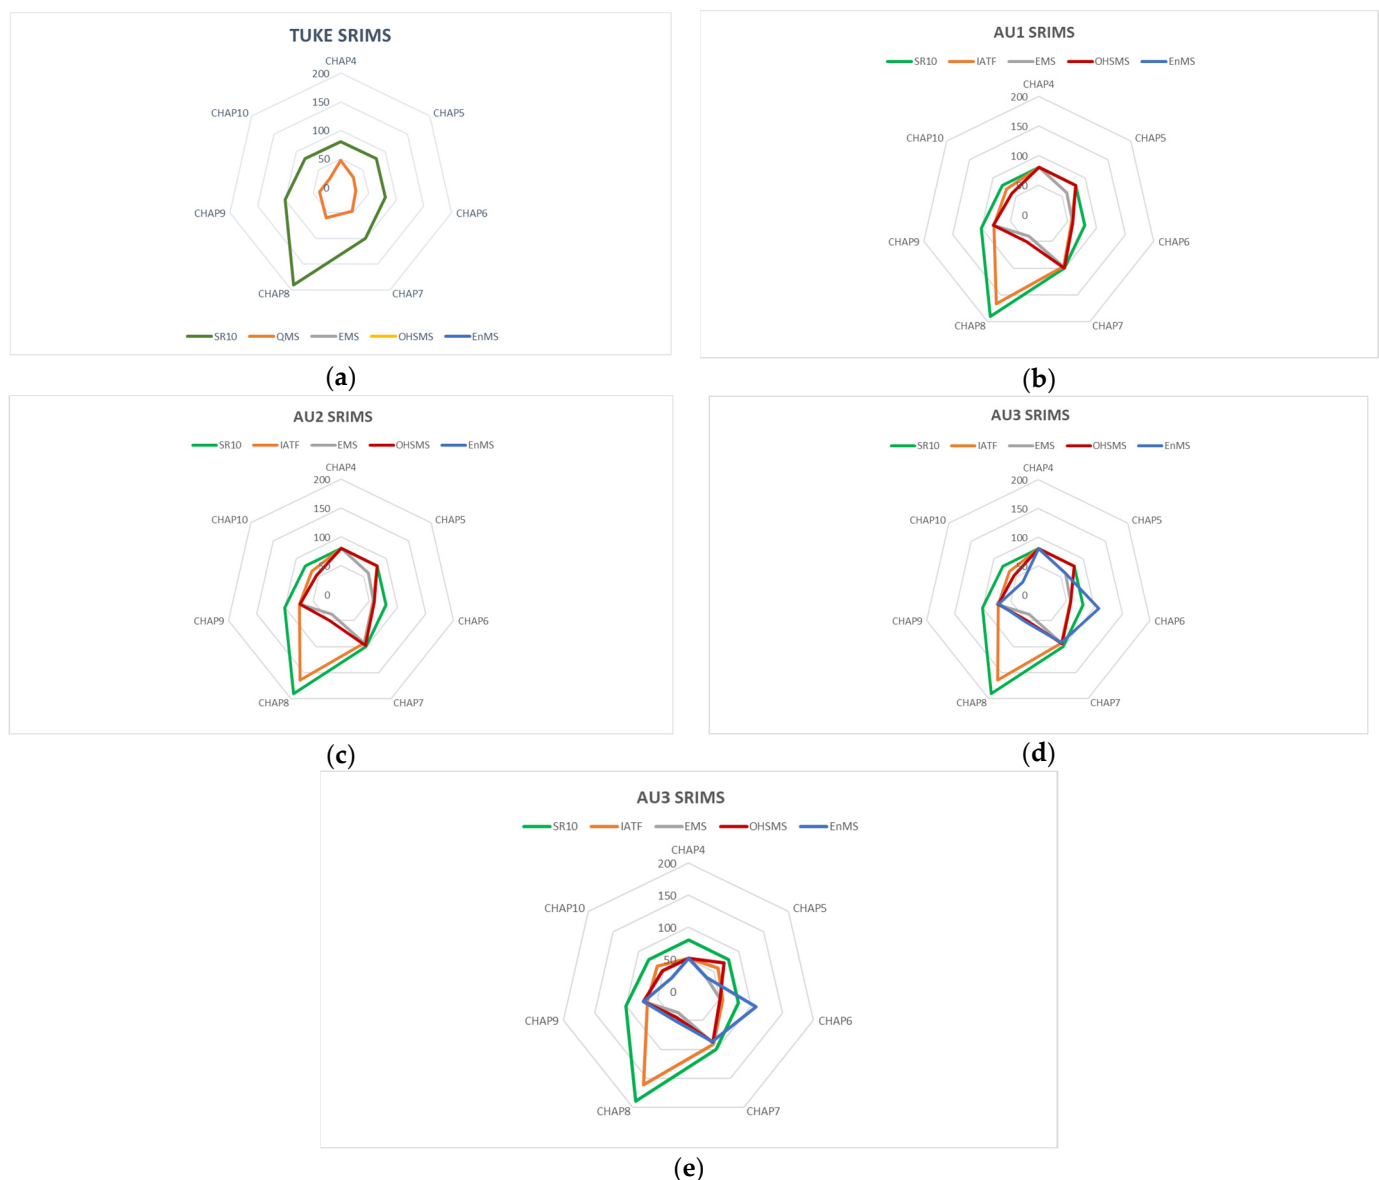 TUKE SRIMS
CHAP4
200
150
100
50
0
CHAP5
CHAP6
CHAP7
CHAP8
CHAP9
CHAP10
SR10 QMS EMS OHSMS EnMS
(a)
AU1 SRIMS
SR10 IATF EMS OHSMS EnMS
CHAP4
200
150
100
50
0
CHAP5
CHAP6
CHAP7
CHAP8
CHAP9
CHAP10
(b)
AU2 SRIMS
SR10 IATF EMS OHSMS EnMS
CHAP4
200
150
100
50
0
CHAP5
CHAP6
CHAP7
CHAP8
CHAP9
CHAP10
(c)
AU3 SRIMS
SR10 IATF EMS OHSMS EnMS
CHAP4
200
150
100
50
0
CHAP5
CHAP6
CHAP7
CHAP8
CHAP9
CHAP10
(d)
AU3 SRIMS
SR10 IATF EMS OHSMS EnMS
CHAP4
200
150
100
50
0
CHAP5
CHAP6
CHAP7
CHAP8
CHAP9
CHAP10
(e)